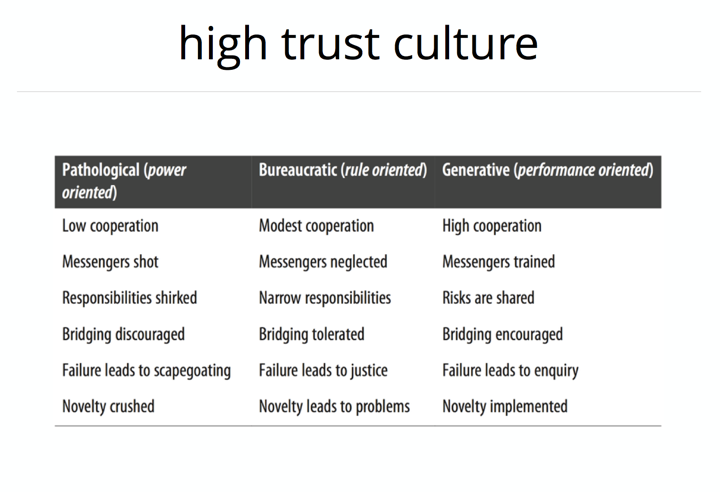 high trust culture
Pathological (power oriented) Bureaucratic (rule oriented) Generative (performance oriented)
Low cooperation Modest cooperation High cooperation
Messengers shot Messengers neglected Messengers trained
Responsibilities shirked Narrow responsibilities Risks are shared
Bridging discouraged Bridging tolerated Bridging encouraged
Failure leads to scapegoating Failure leads to justice Failure leads to enquiry
Novelty crushed Novelty leads to problems Novelty implemented